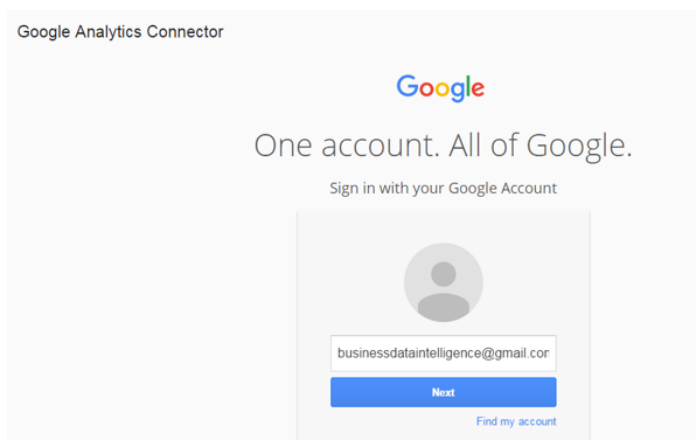 Google Analytics Connector
Google
One account. All of Google.
Sign in with your Google Account
businessdataintelligence@gmail.cor
Next
Find my account